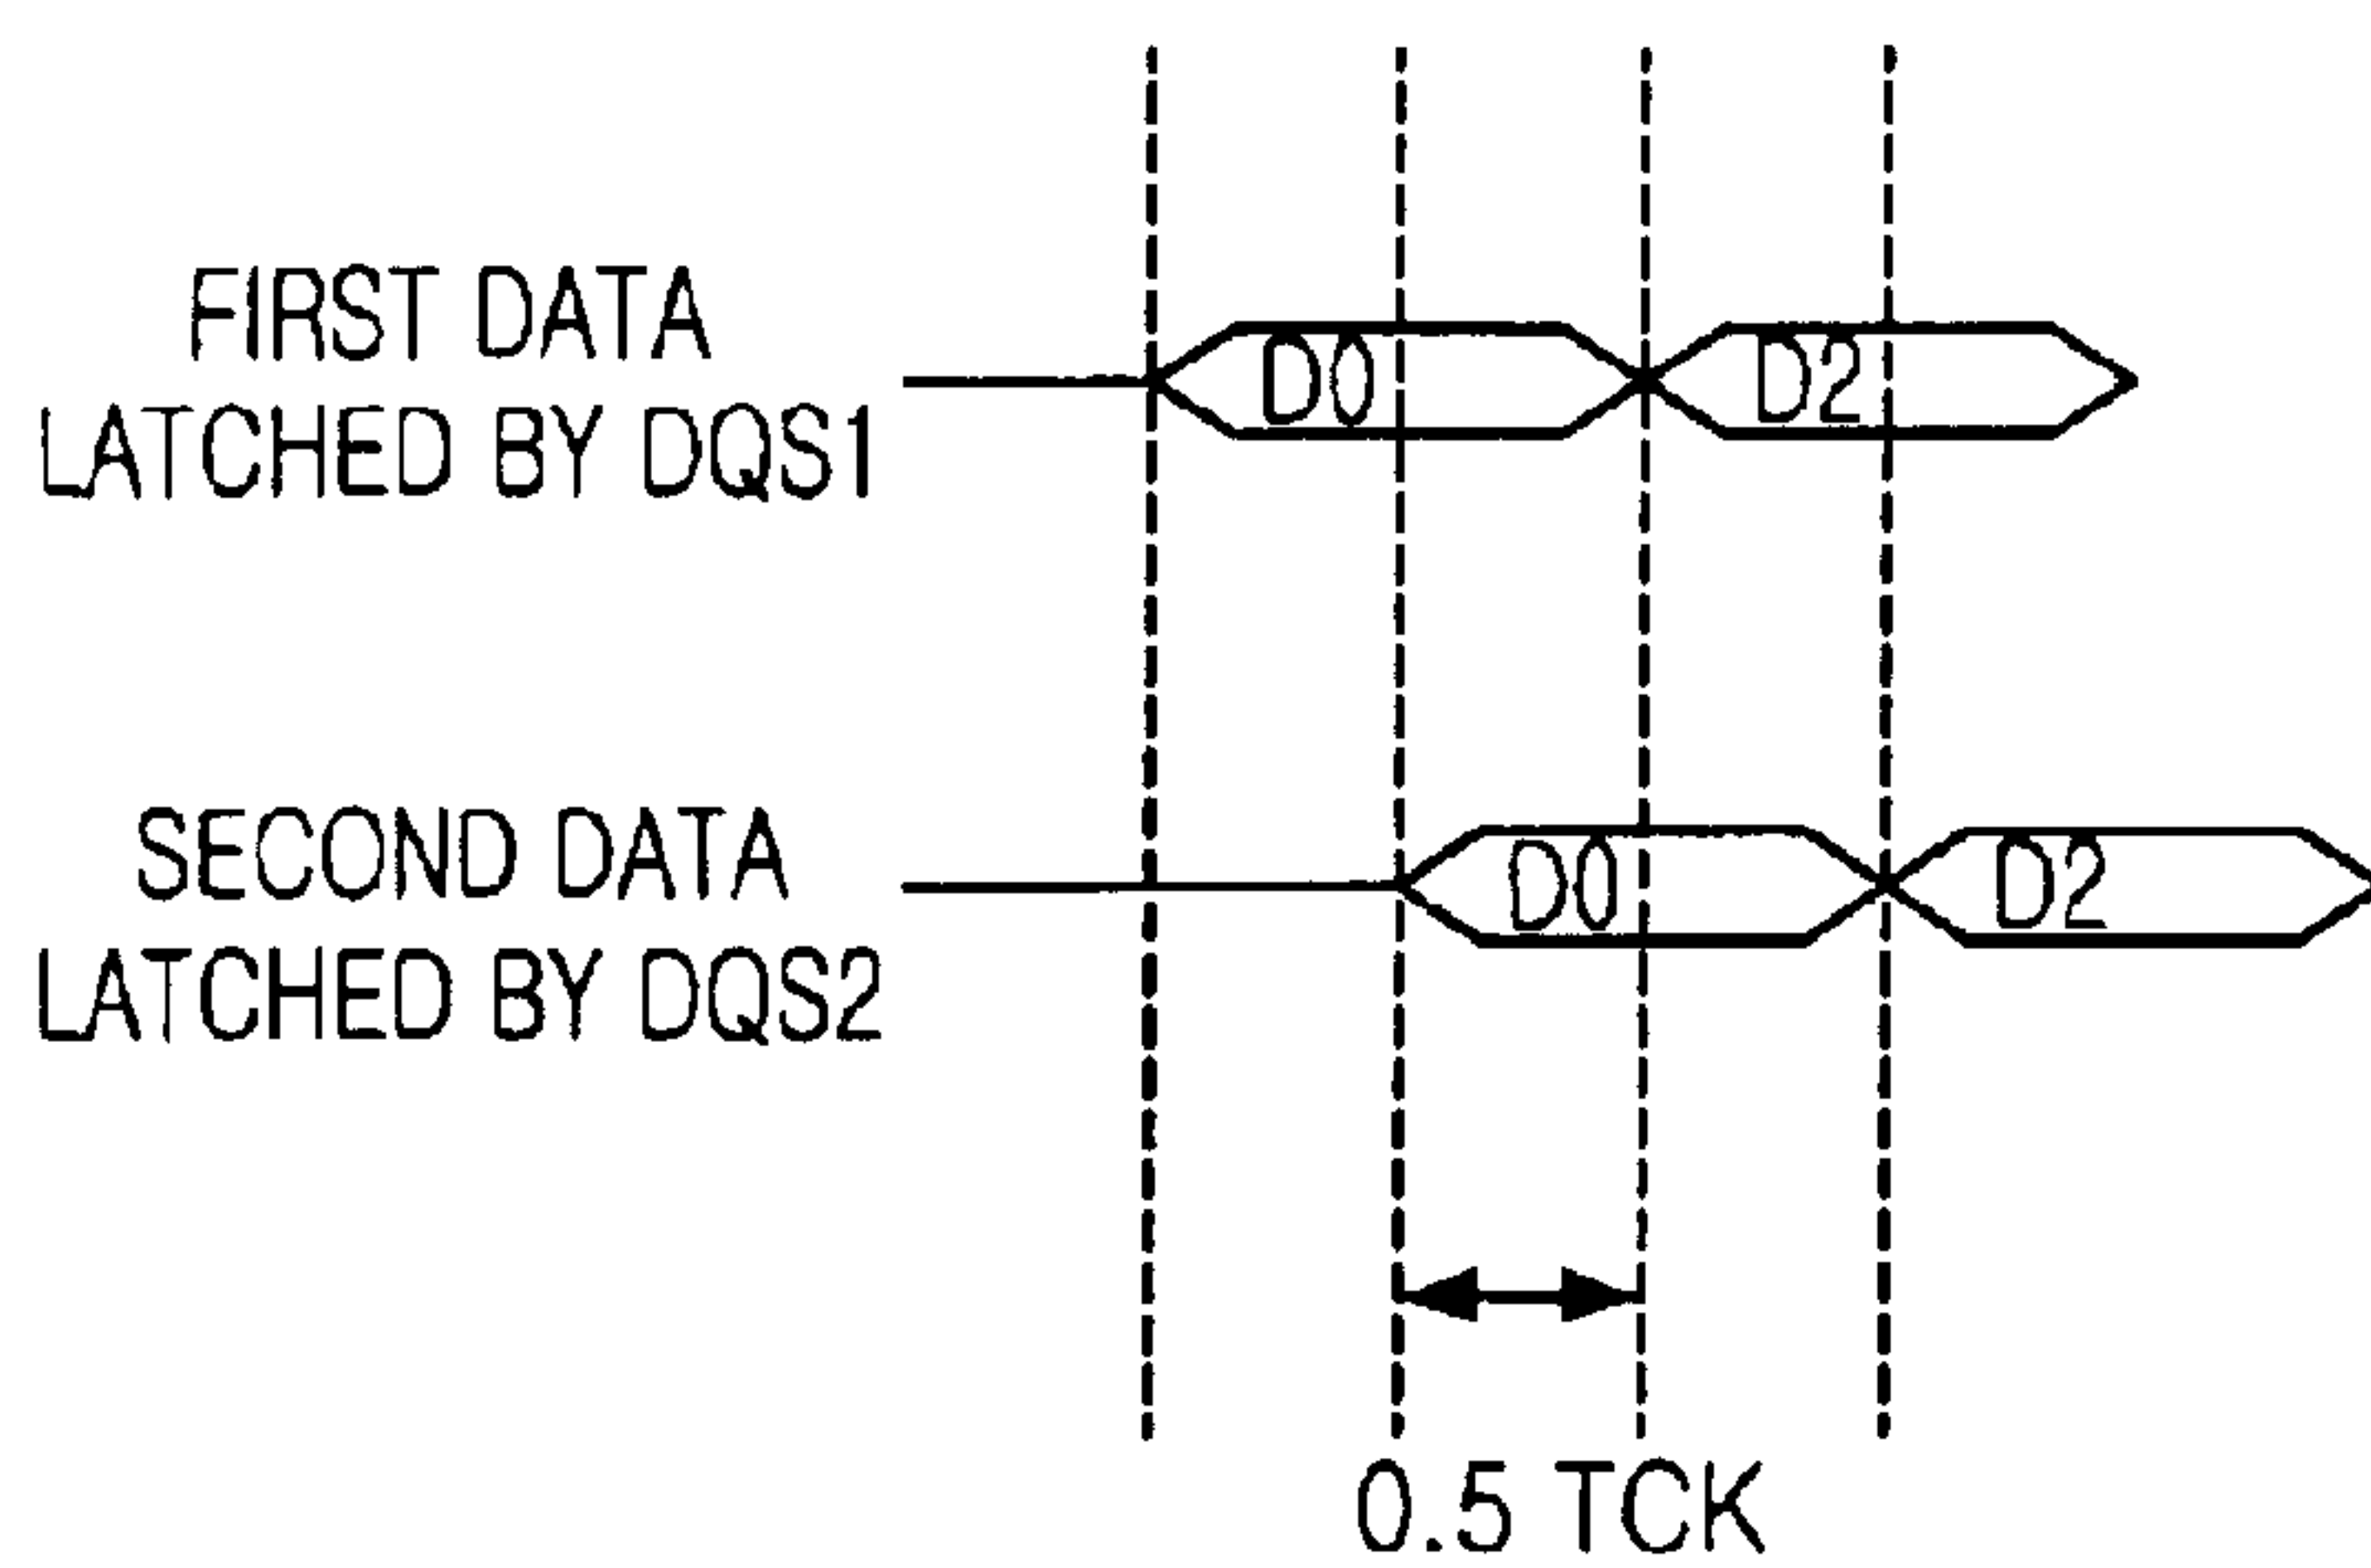 FIRST DATA
LATCHED BY DQS1
D0
D2
SECOND DATA
LATCHED BY DQS2
D0
D2
0.5 TCK